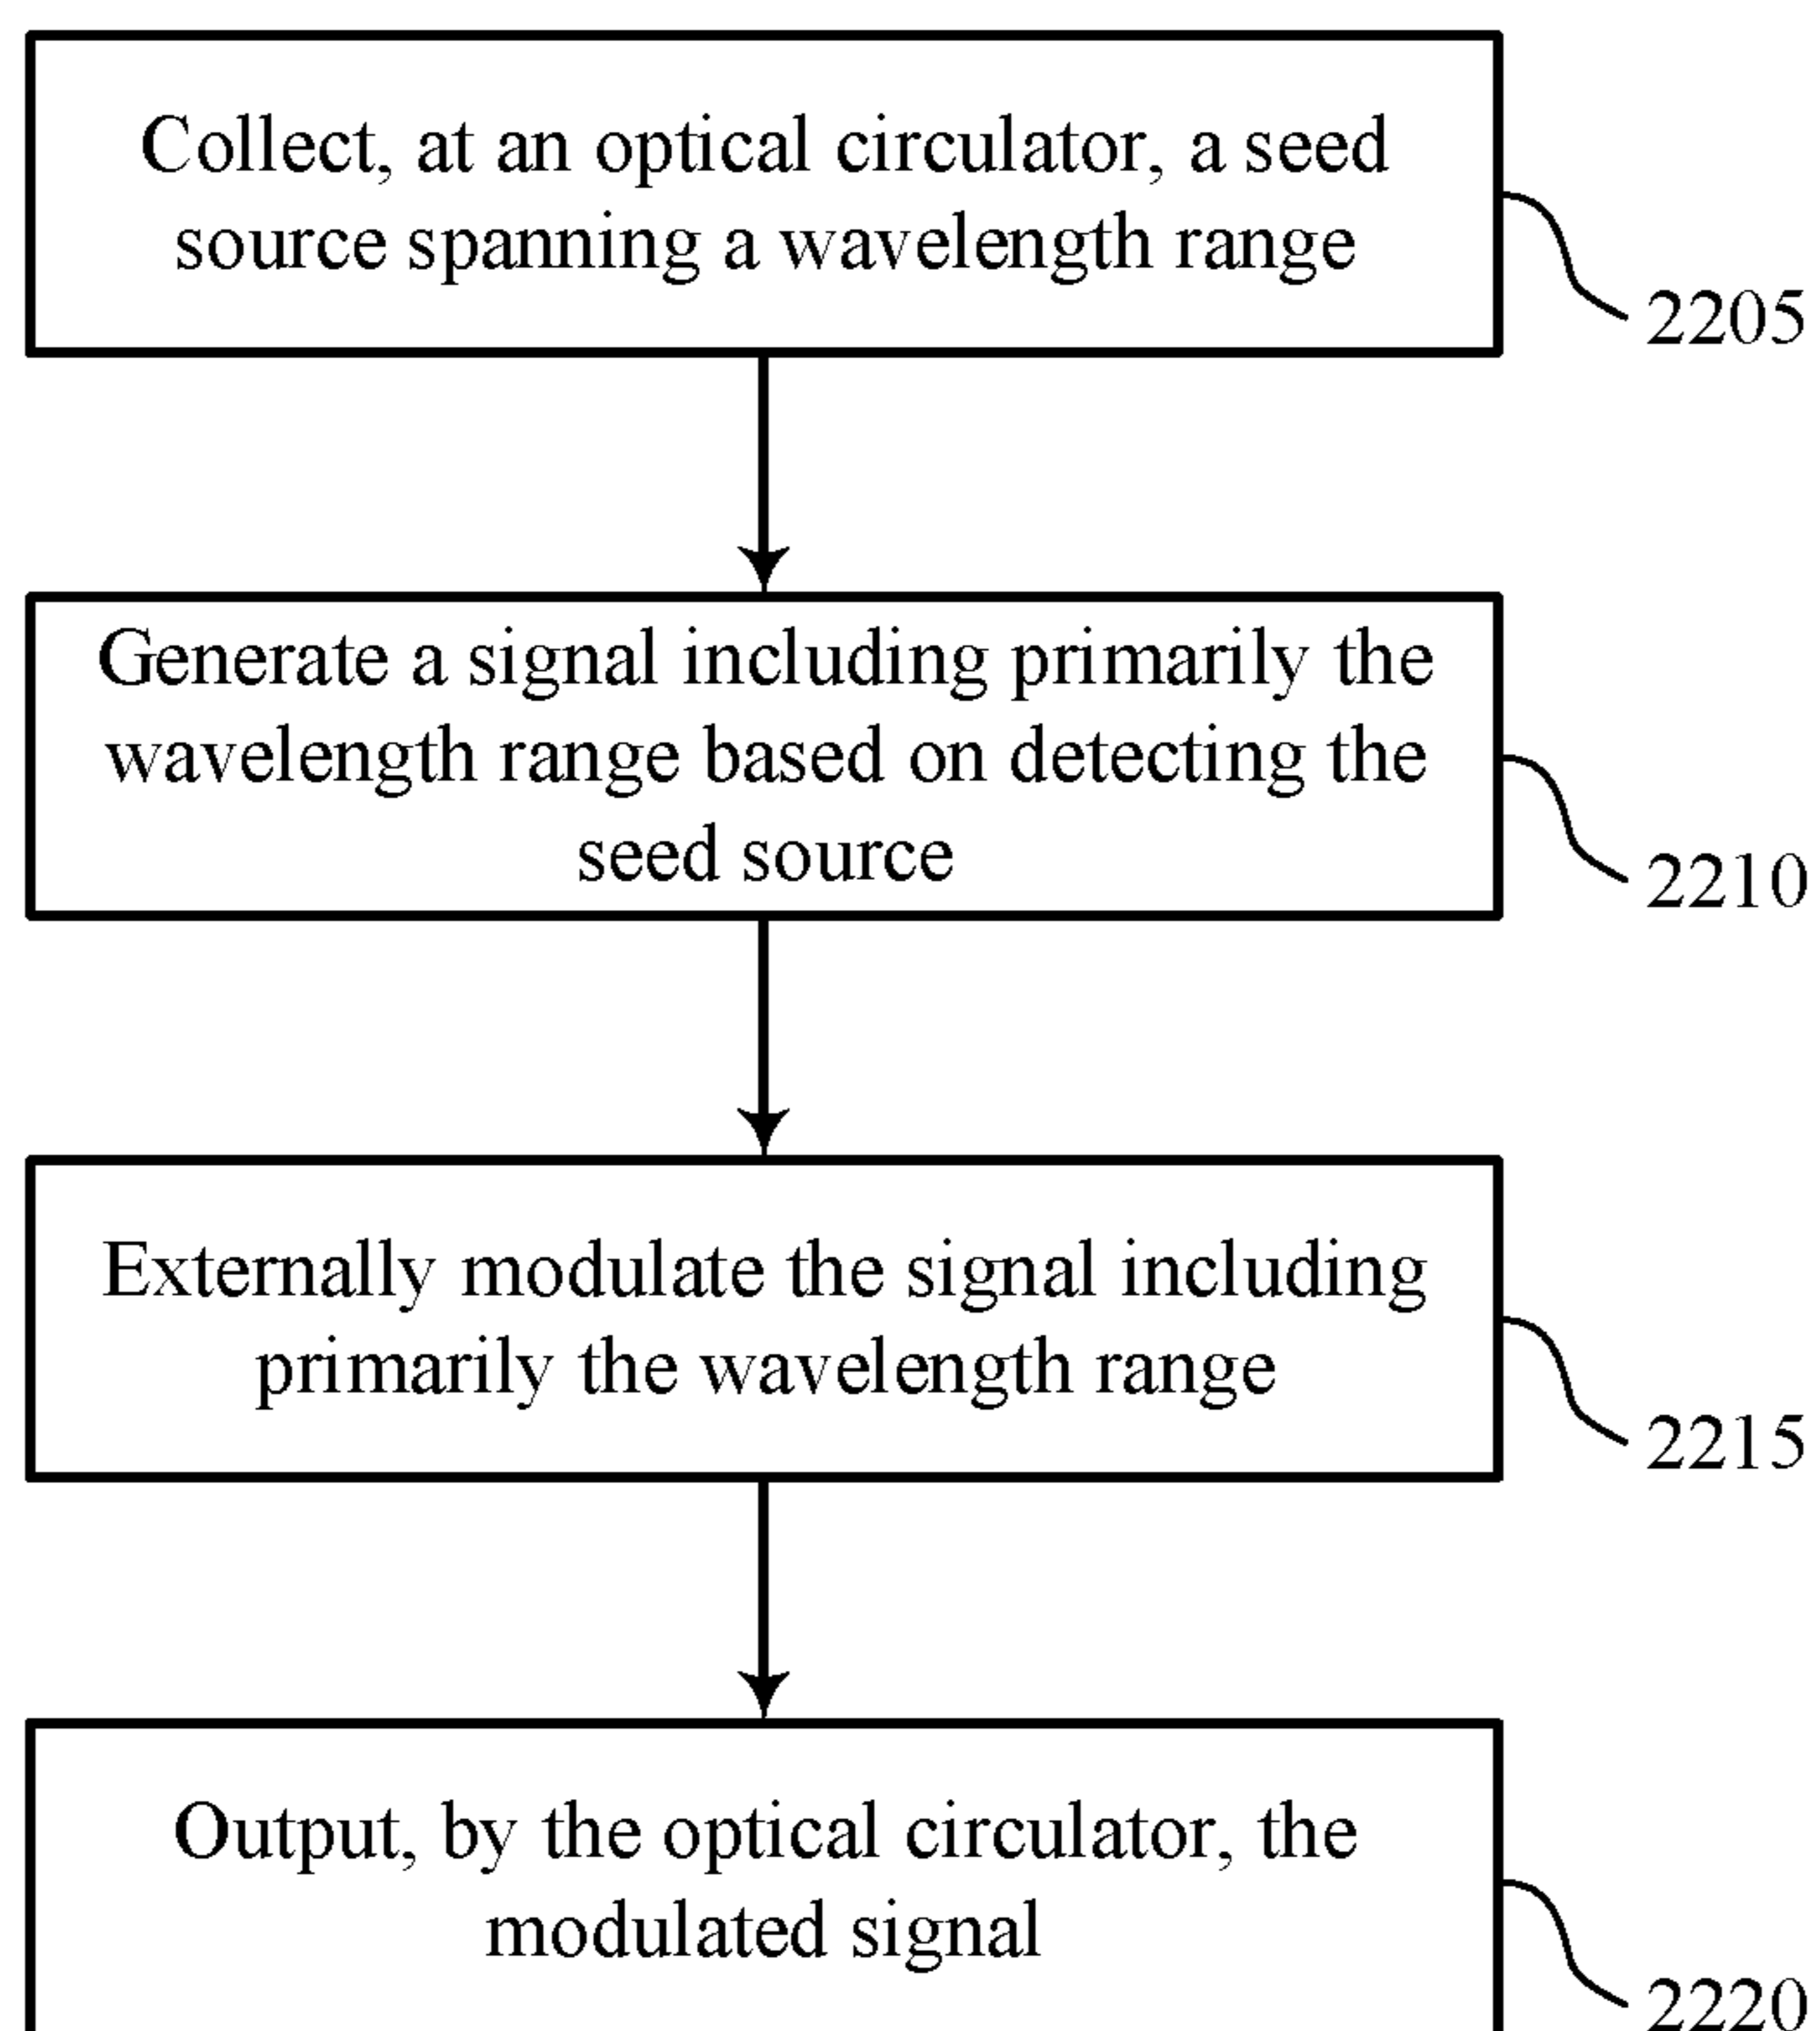 Collect, at an optical circulator, a seed
source spanning a wavelength range
2205
Generate a signal including primarily the
wavelength range based on detecting the
seed source
2210
Externally modulate the signal including
primarily the wavelength range
2215
Output, by the optical circulator, the
modulated signal
2220